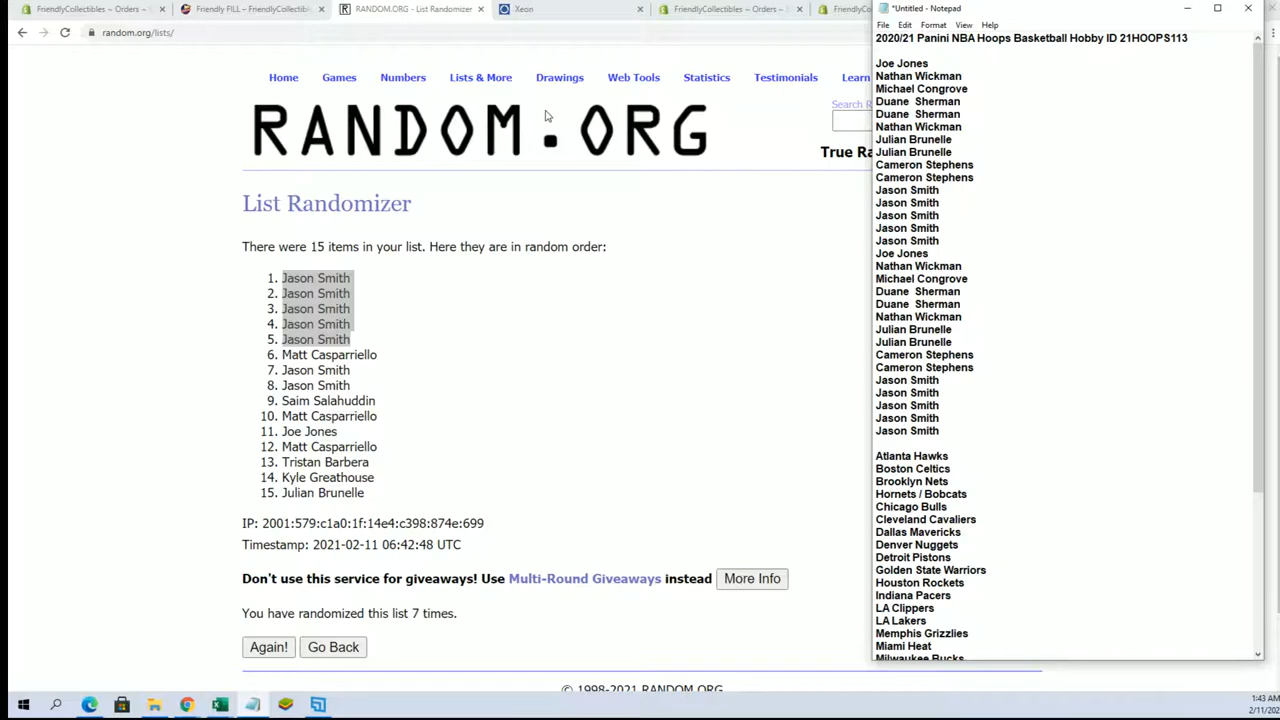 FriendlyCollectibles ~ Orders ~
Friendly FILL – FriendlyCollectib
RANDOM.ORG - List Randomizer
Xeon
FriendlyCollectibles ~ Orders ~
FriendlyCo
random.org/lists/
Home Games Numbers Lists & More Drawings Web Tools Statistics Testimonials Learn
RANDOM.ORG
Search R
True Ra
List Randomizer
There were 15 items in your list. Here they are in random order:
1. Jason Smith
2. Jason Smith
3. Jason Smith
4. Jason Smith
5. Jason Smith
6. Matt Casparriello
7. Jason Smith
8. Jason Smith
9. Saim Salahuddin
10. Matt Casparriello
11. Joe Jones
12. Matt Casparriello
13. Tristan Barbera
14. Kyle Greathouse
15. Julian Brunelle
IP: 2001:579:c1a0:1f:14e4:c398:874e:699
Timestamp: 2021-02-11 06:42:48 UTC
Don't use this service for giveaways! Use Multi-Round Giveaways instead More Info
You have randomized this list 7 times.
Again! Go Back
© 1998-2021 RANDOM.ORG
*Untitled - Notepad
File Edit Format View Help
2020/21 Panini NBA Hoops Basketball Hobby ID 21HOOPS113
Joe Jones
Nathan Wickman
Michael Congrove
Duane  Sherman
Duane  Sherman
Nathan Wickman
Julian Brunelle
Julian Brunelle
Cameron Stephens
Cameron Stephens
Jason Smith
Jason Smith
Jason Smith
Jason Smith
Jason Smith
Joe Jones
Nathan Wickman
Michael Congrove
Duane  Sherman
Duane  Sherman
Nathan Wickman
Julian Brunelle
Julian Brunelle
Cameron Stephens
Cameron Stephens
Jason Smith
Jason Smith
Jason Smith
Jason Smith
Jason Smith
Atlanta Hawks
Boston Celtics
Brooklyn Nets
Hornets / Bobcats
Chicago Bulls
Cleveland Cavaliers
Dallas Mavericks
Denver Nuggets
Detroit Pistons
Golden State Warriors
Houston Rockets
Indiana Pacers
LA Clippers
LA Lakers
Memphis Grizzlies
Miami Heat
Milwaukee Bucks
1:43 AM
2/11/202